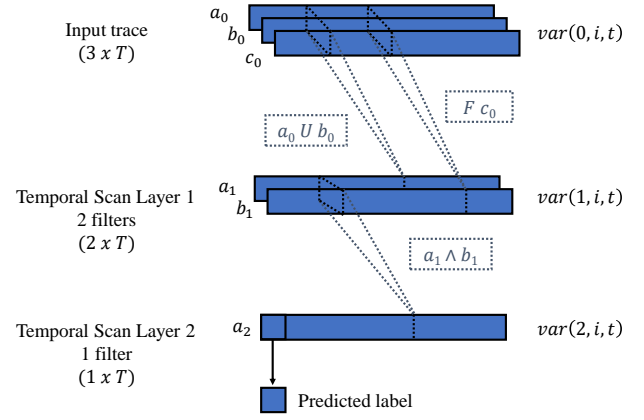 Input trace
(3 x T)
a₀
b₀
c₀
var(0, i, t)
a₀ U b₀
F c₀
Temporal Scan Layer 1
2 filters
(2 x T)
a₁
b₁
var(1, i, t)
a₁ ∧ b₁
Temporal Scan Layer 2
1 filter
(1 x T)
a₂
var(2, i, t)
Predicted label